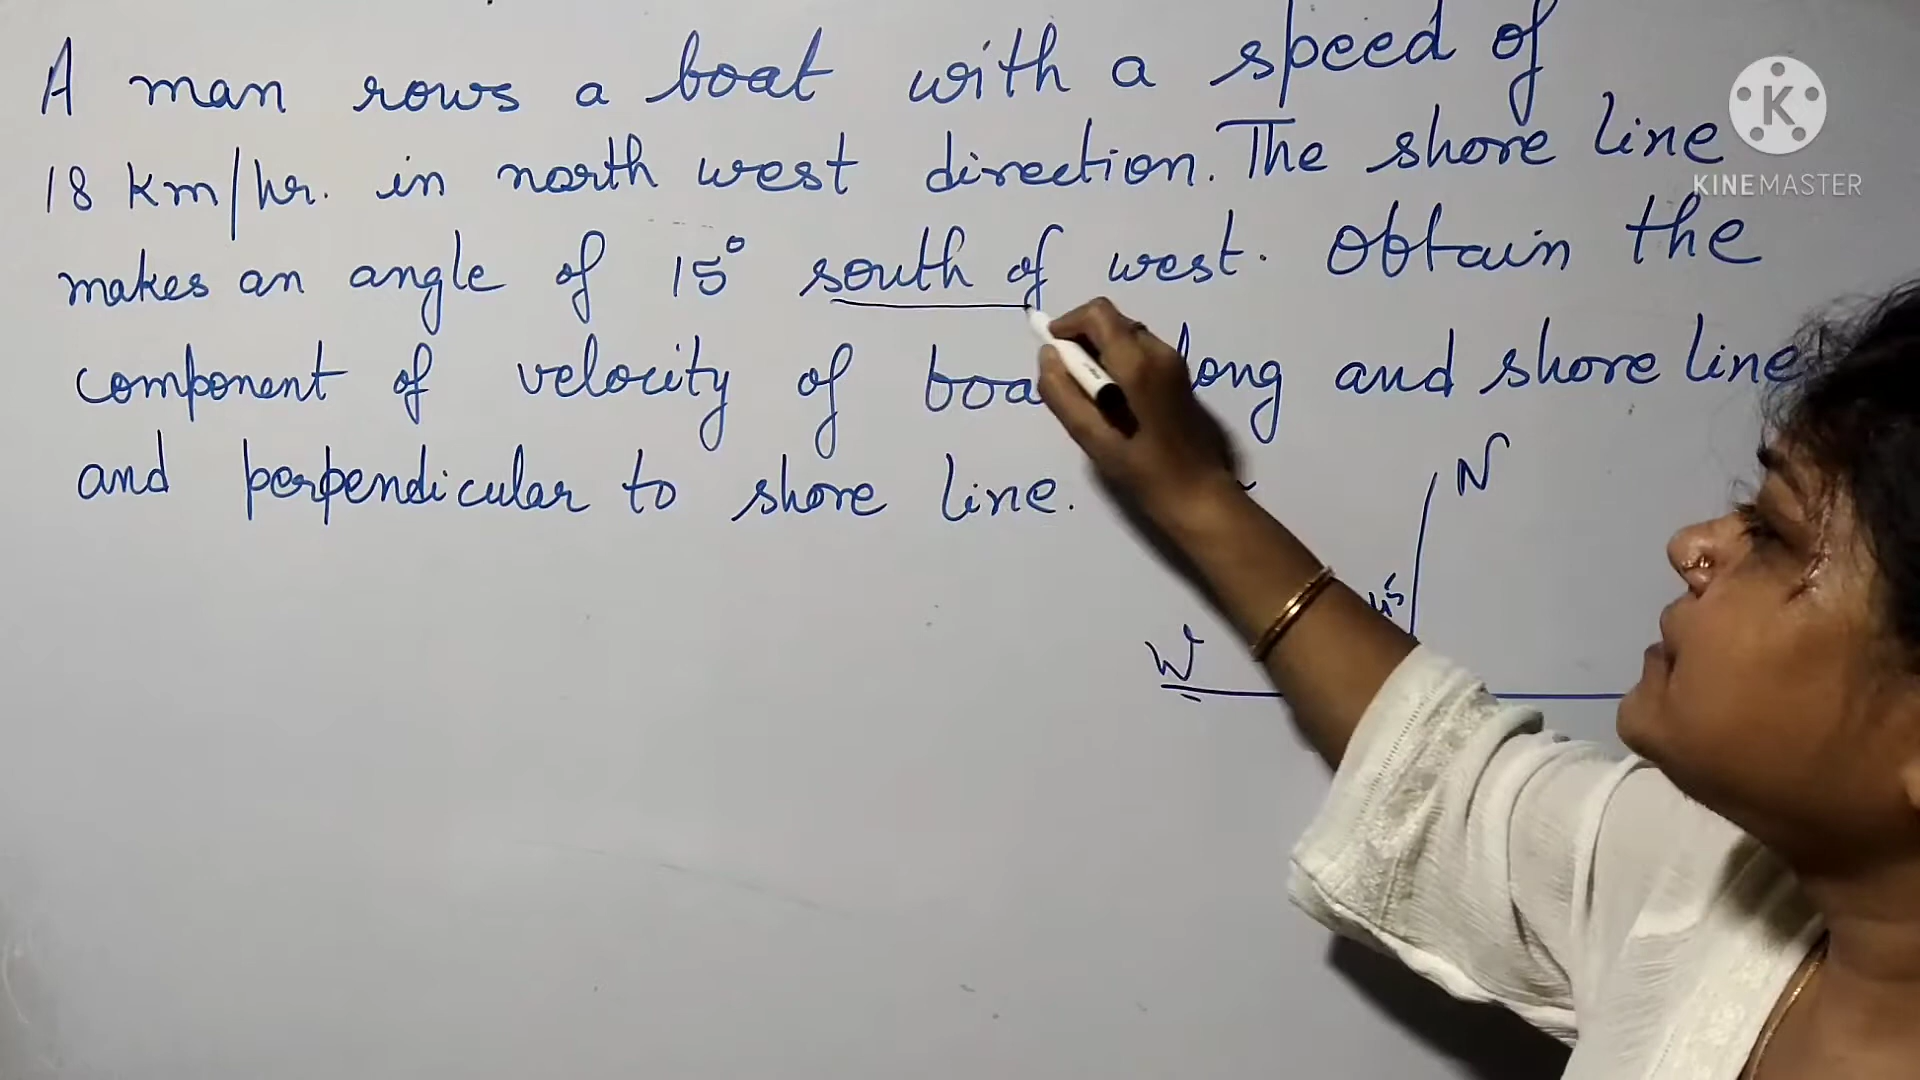 A man rows a boat with a speed of
18 km/hr. in north west direction. The shore line
makes an angle of 15° south of west. Obtain the
component of velocity of boa long and shore line
and perpendicular to shore line.
N
45
W
K
KINEMASTER